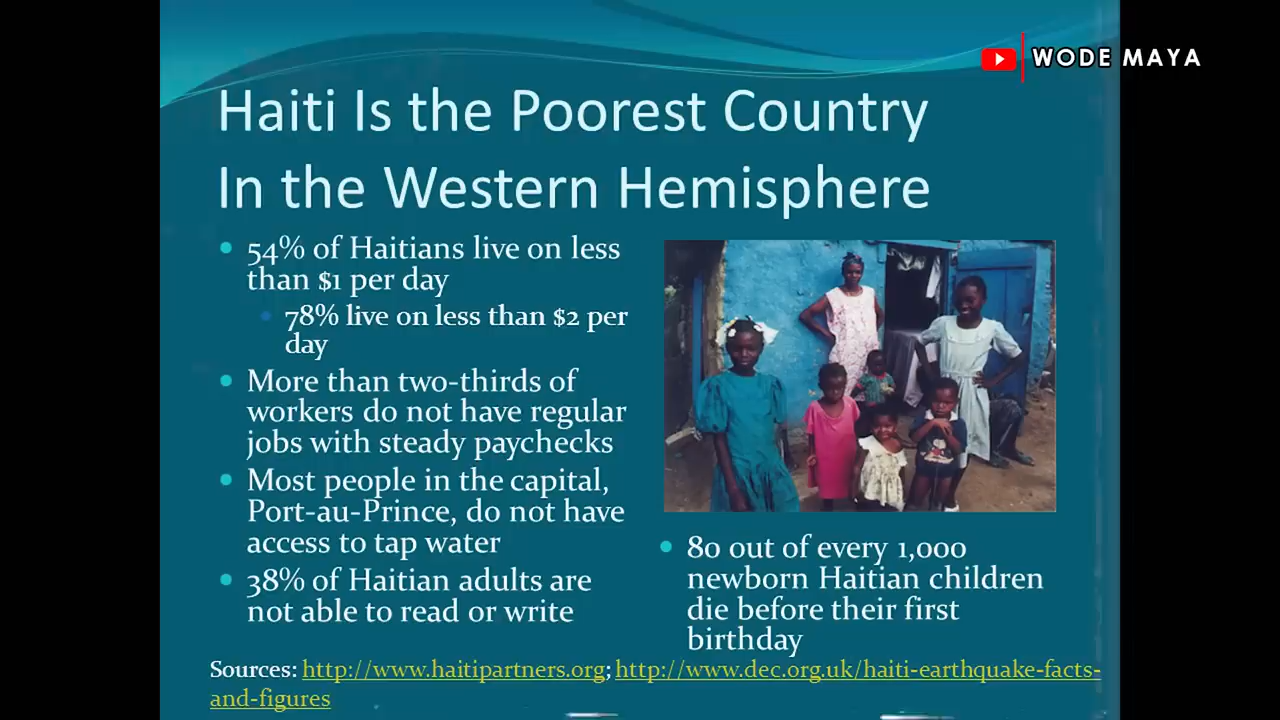 WODE MAYA
Haiti Is the Poorest Country
In the Western Hemisphere
54% of Haitians live on less
than $1 per day
78% live on less than $2 per
day
More than two-thirds of
workers do not have regular
jobs with steady paychecks
Most people in the capital,
Port-au-Prince, do not have
access to tap water
38% of Haitian adults are
not able to read or write
80 out of every 1,000
newborn Haitian children
die before their first
birthday
Sources: http://www.haitipartners.org; http://www.dec.org.uk/haiti-earthquake-facts-
and-figures